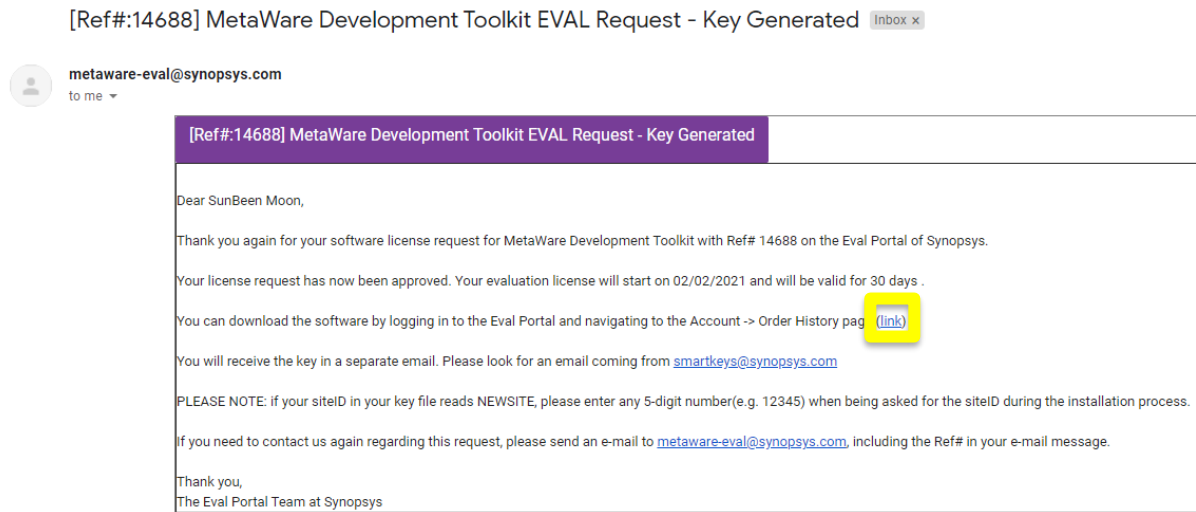 [Ref#:14688] MetaWare Development Toolkit EVAL Request - Key Generated Inbox x
metaware-eval@synopsys.com
to me
[Ref#:14688] MetaWare Development Toolkit EVAL Request - Key Generated
Dear SunBeen Moon,
Thank you again for your software license request for MetaWare Development Toolkit with Ref# 14688 on the Eval Portal of Synopsys.
Your license request has now been approved. Your evaluation license will start on 02/02/2021 and will be valid for 30 days .
You can download the software by logging in to the Eval Portal and navigating to the Account -> Order History pag (link)
You will receive the key in a separate email. Please look for an email coming from smartkeys@synopsys.com
PLEASE NOTE: if your siteID in your key file reads NEWSITE, please enter any 5-digit number(e.g. 12345) when being asked for the siteID during the installation process.
If you need to contact us again regarding this request, please send an e-mail to metaware-eval@synopsys.com, including the Ref# in your e-mail message.
Thank you,
The Eval Portal Team at Synopsys